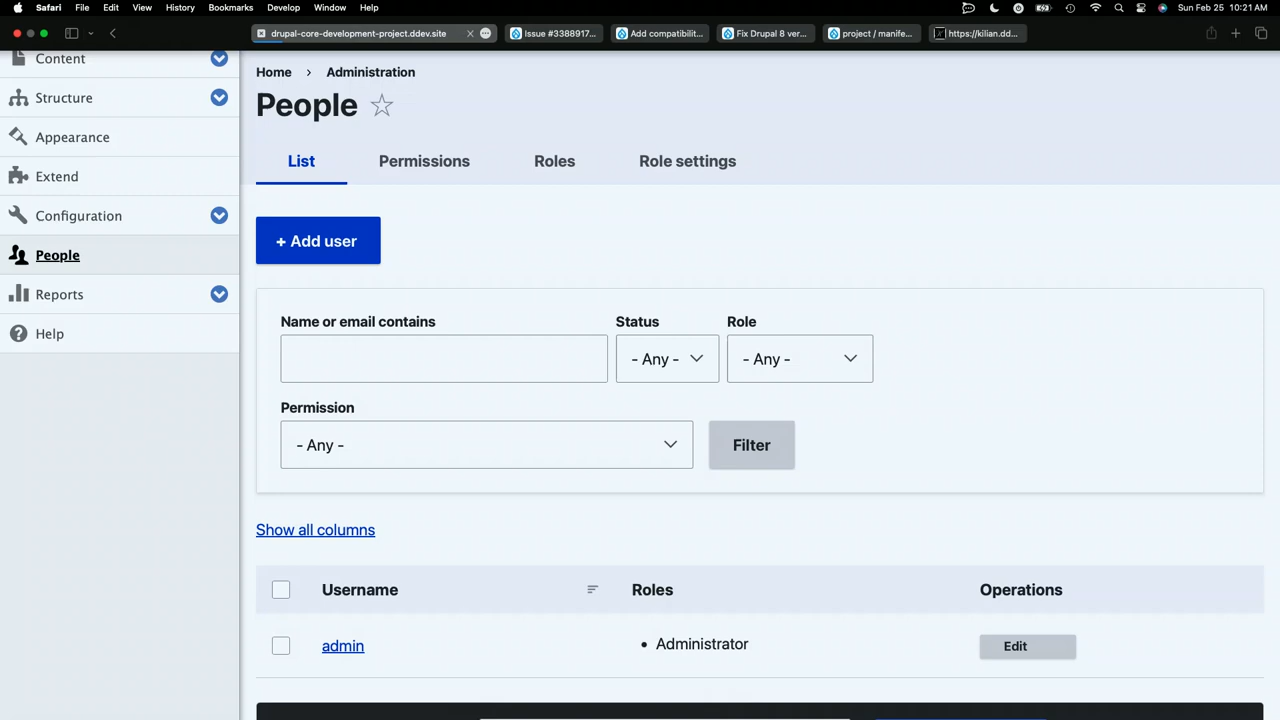 Safari File Edit View History Bookmarks Develop Window Help Sun Feb 25 10:21 AM
drupal-core-development-project.ddev.site Issue #3388917... Add compatibilit... Fix Drupal 8 ver... project / manife... https://kilian.dd...
Content
Structure
Appearance
Extend
Configuration
People
Reports
Help
Home › Administration
People
List Permissions Roles Role settings
+ Add user
Name or email contains Status Role
- Any - - Any -
Permission
- Any - Filter
Show all columns
Username Roles Operations
admin • Administrator Edit